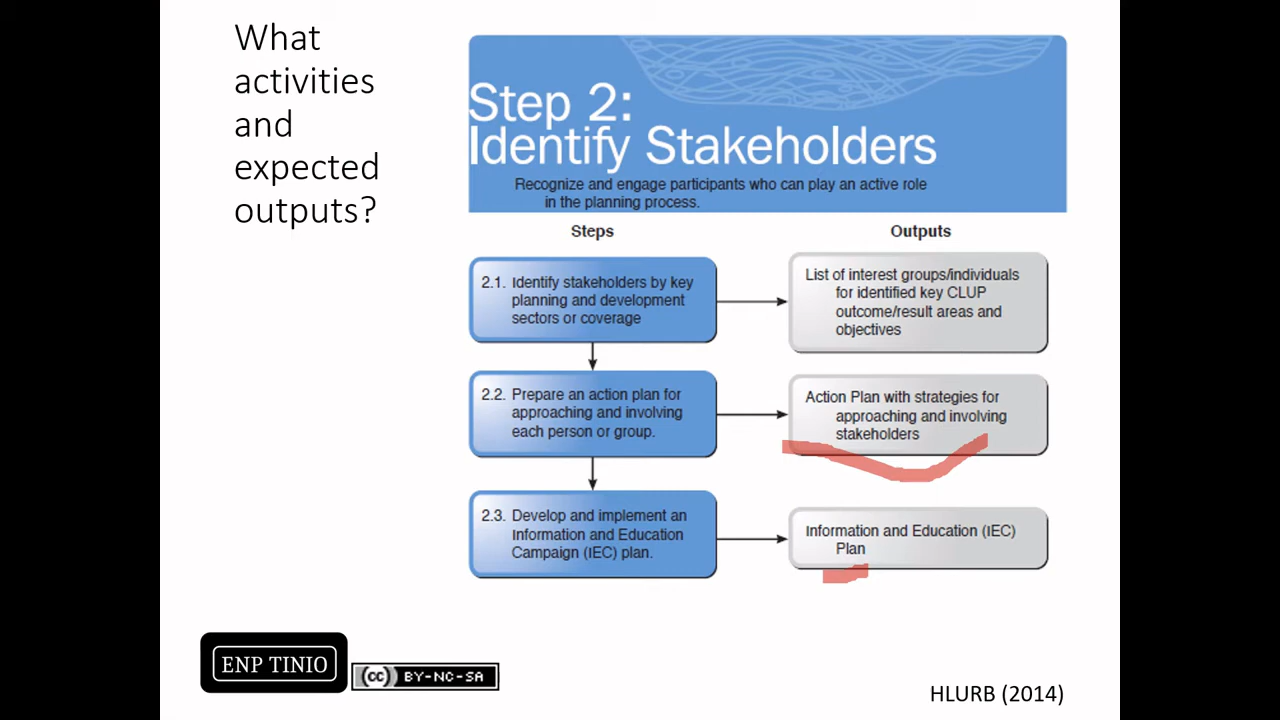 What
activities
and
expected
outputs?
Step 2:
Identify Stakeholders
Recognize and engage participants who can play an active role
in the planning process.
Steps
Outputs
2.1. Identify stakeholders by key
planning and development
sectors or coverage
List of interest groups/individuals
for identified key CLUP
outcome/result areas and
objectives
2.2. Prepare an action plan for
approaching and involving
each person or group.
Action Plan with strategies for
approaching and involving
stakeholders
2.3. Develop and implement an
Information and Education
Campaign (IEC) plan.
Information and Education (IEC)
Plan
ENP TINIO
cc BY-NC-SA
HLURB (2014)